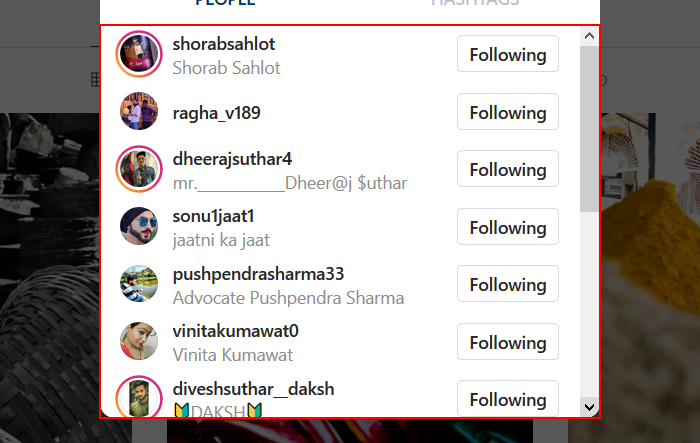 PEOPLE HASHTAGS
shorabsahlot
Shorab Sahlot
Following
ragha_v189
Following
dheerajsuthar4
mr.___________Dheer@j $uthar
Following
sonu1jaat1
jaatni ka jaat
Following
pushpendrasharma33
Advocate Pushpendra Sharma
Following
vinitakumawat0
Vinita Kumawat
Following
diveshsuthar__daksh
🔰DAKSH🔰
Following